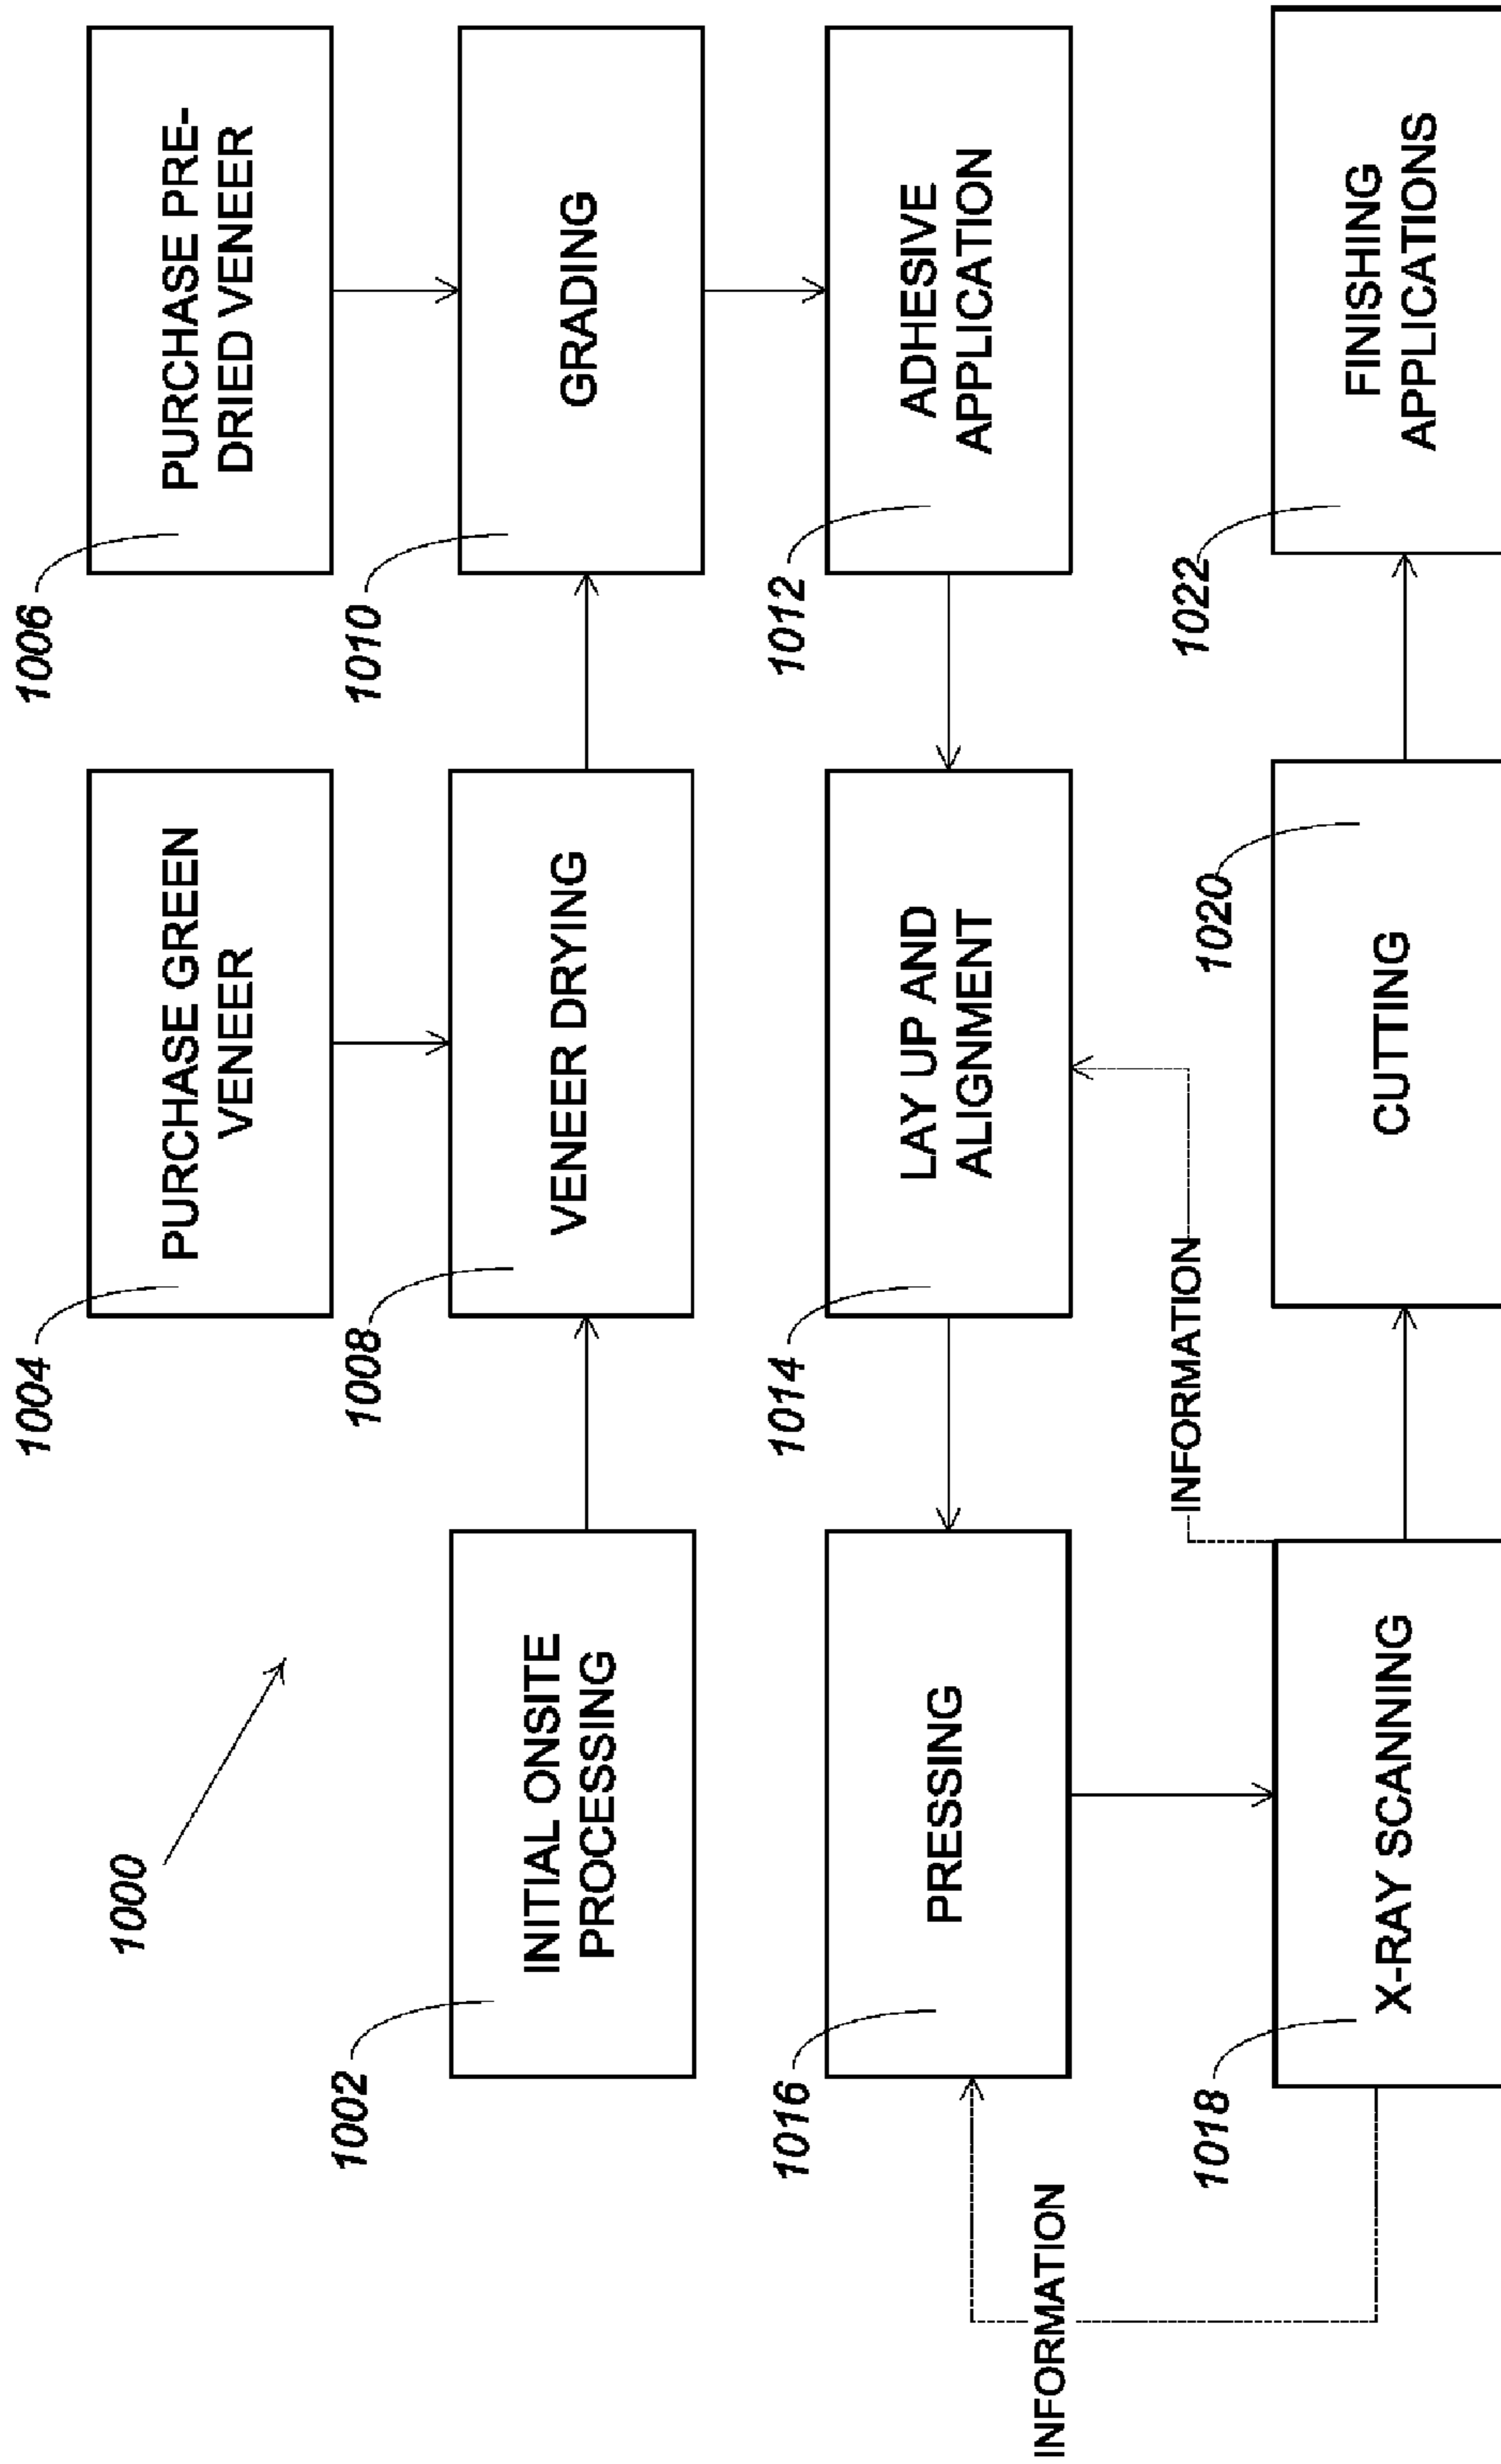 1000
1004
PURCHASE GREEN
VENEER
1006
PURCHASE PRE-
DRIED VENEER
1002
INITIAL ONSITE
PROCESSING
1008
VENEER DRYING
1010
GRADING
1016
PRESSING
1014
LAY UP AND
ALIGNMENT
1012
ADHESIVE
APPLICATION
INFORMATION
INFORMATION
1018
X-RAY SCANNING
1020
CUTTING
1022
FINISHING
APPLICATIONS